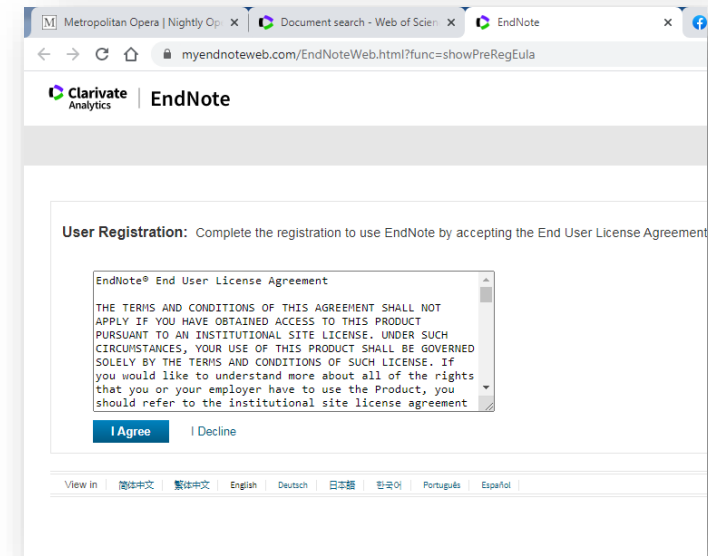 Metropolitan Opera | Nightly Op
Document search - Web of Scien
EndNote
myendnoteweb.com/EndNoteWeb.html?func=showPreRegEula
Clarivate
Analytics
EndNote
User Registration: Complete the registration to use EndNote by accepting the End User License Agreement
EndNote® End User License Agreement
THE TERMS AND CONDITIONS OF THIS AGREEMENT SHALL NOT
APPLY IF YOU HAVE OBTAINED ACCESS TO THIS PRODUCT
PURSUANT TO AN INSTITUTIONAL SITE LICENSE. UNDER SUCH
CIRCUMSTANCES, YOUR USE OF THIS PRODUCT SHALL BE GOVERNED
SOLELY BY THE TERMS AND CONDITIONS OF SUCH LICENSE. If
you would like to understand more about all of the rights
that you or your employer have to use the Product, you
should refer to the institutional site license agreement
I Agree I Decline
View in 简体中文 繁体中文 English Deutsch 日本語 한국어 Português Español